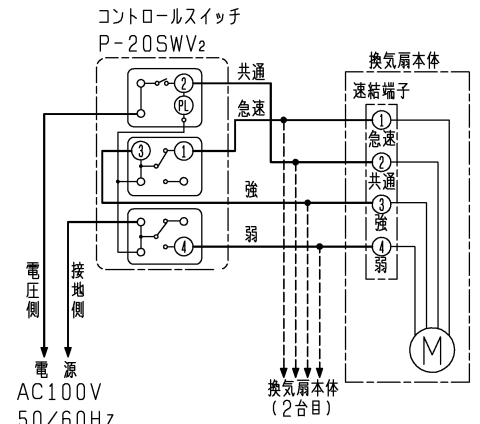 コントロールスイッチ
P-20SWV2
換気扇本体
共通
速結端子
2
PL
急速
1
急速
3
1
2
共通
強
3
強
弱
4
4
弱
電圧側
接地側
M
電 源
AC100V
50/60Hz
換気扇本体
(2台目)